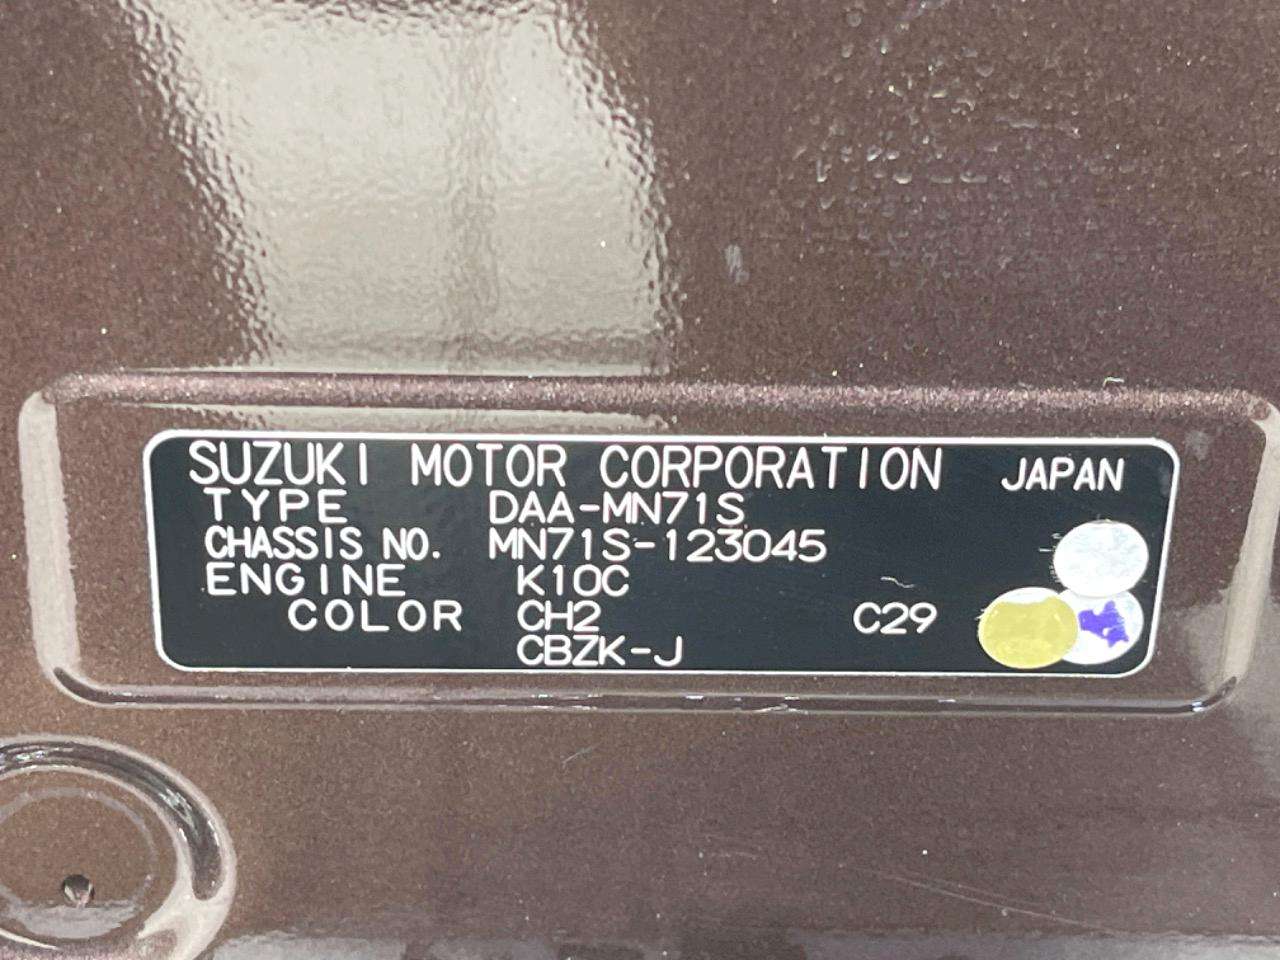 SUZUKI MOTOR CORPORATION JAPAN
TYPE DAA-MN71S
CHASSIS NO. MN71S-123045
ENGINE K10C
COLOR CH2 C29
CBZK-J